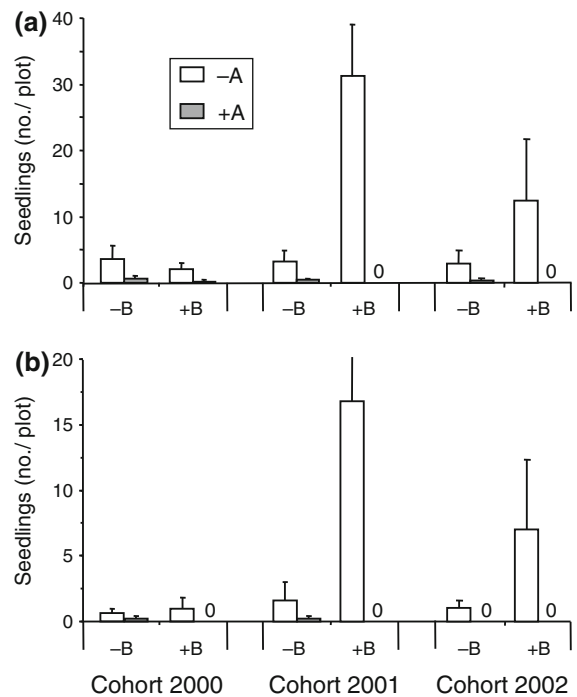 (a)
40
30
20
10
0
Seedlings (no./ plot)
–A
+A
0
0
–B +B –B +B –B +B
(b)
20
15
10
5
0
Seedlings (no./ plot)
0
0
0
0
–B +B –B +B –B +B
Cohort 2000 Cohort 2001 Cohort 2002